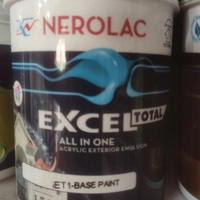 NEROLAC
EXCEL TOTAL
ALL IN ONE
ACRYLIC EXTERIOR EMULSION
ET1-BASE PAINT